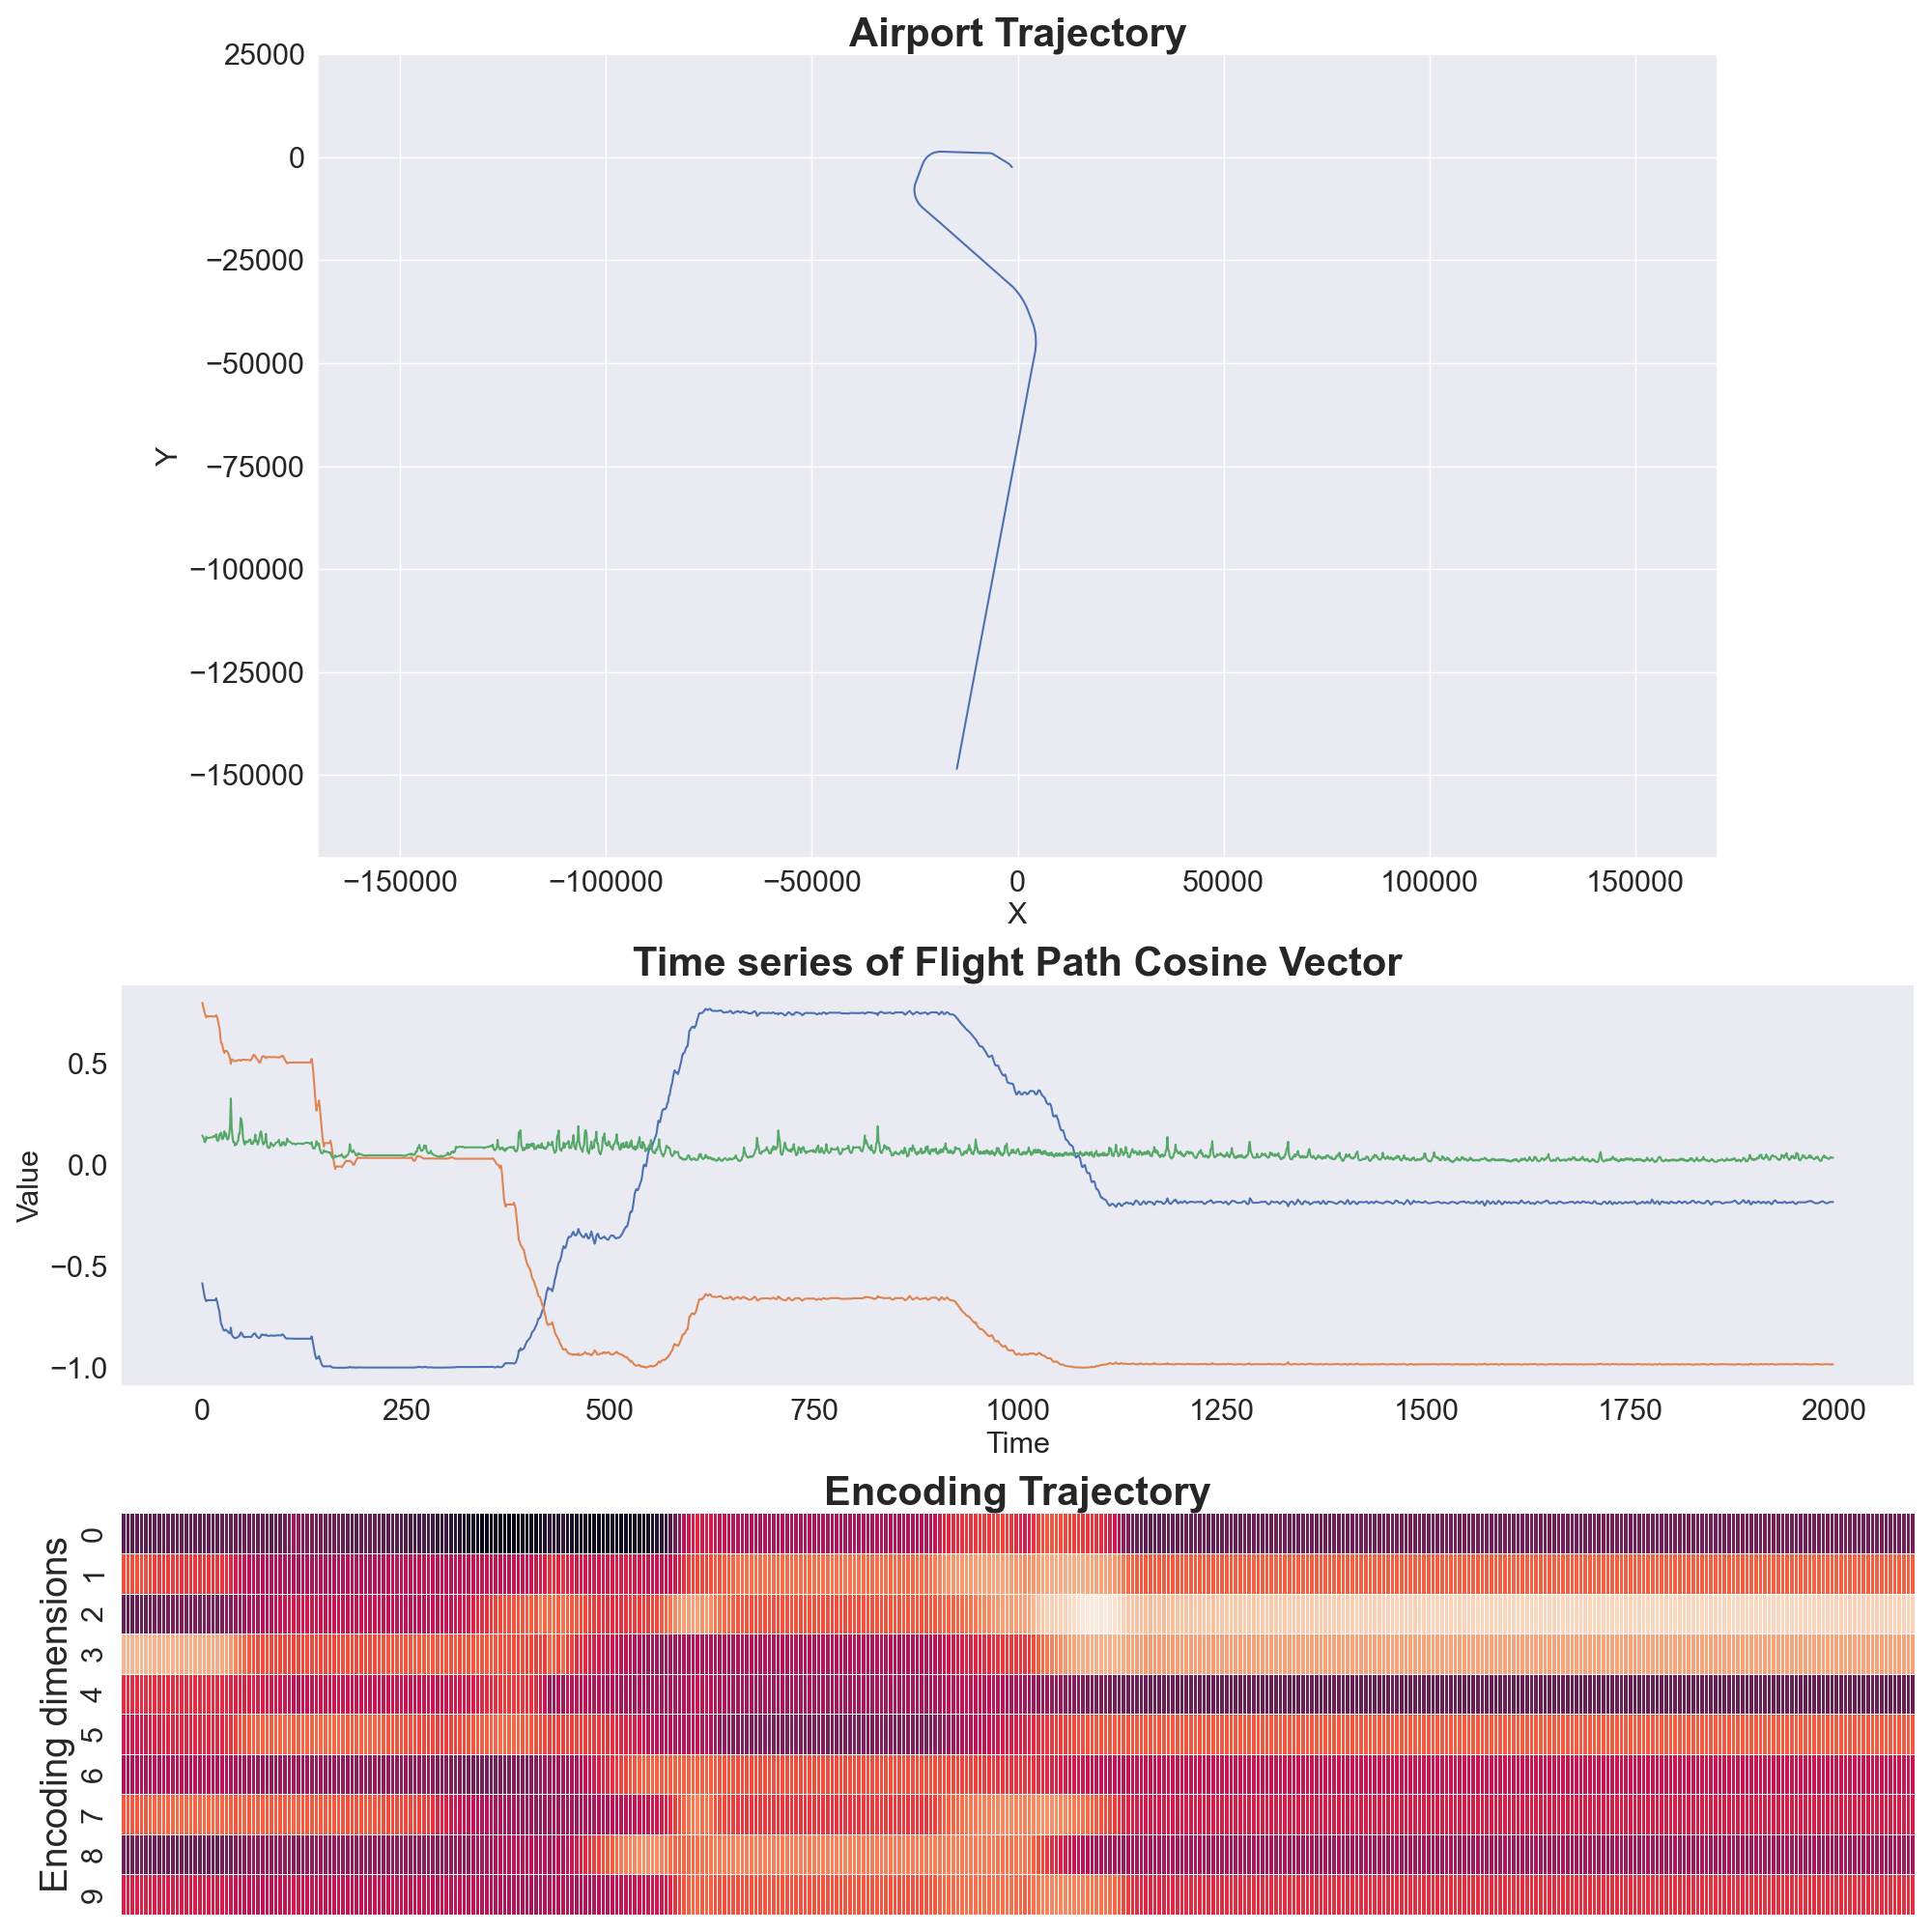 Airport Trajectory
25000
0
−25000
−50000
−75000
−100000
−125000
−150000
Y
−150000 −100000 −50000 0 50000 100000 150000
X
Time series of Flight Path Cosine Vector
0.5
0.0
−0.5
−1.0
Value
0 250 500 750 1000 1250 1500 1750 2000
Time
Encoding Trajectory
Encoding dimensions
0
1
2
3
4
5
6
7
8
9